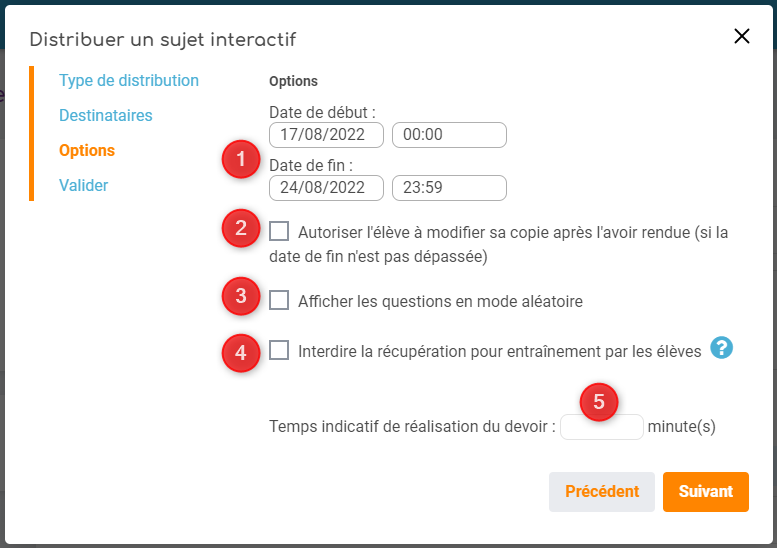 Distribuer un sujet interactif
Type de distribution
Destinataires
Options
Valider
Options
Date de début :
17/08/2022 00:00
1
Date de fin :
24/08/2022 23:59
2 Autoriser l'élève à modifier sa copie après l'avoir rendue (si la
date de fin n'est pas dépassée)
3 Afficher les questions en mode aléatoire
4 Interdire la récupération pour entraînement par les élèves ?
5
Temps indicatif de réalisation du devoir : minute(s)
Précédent Suivant